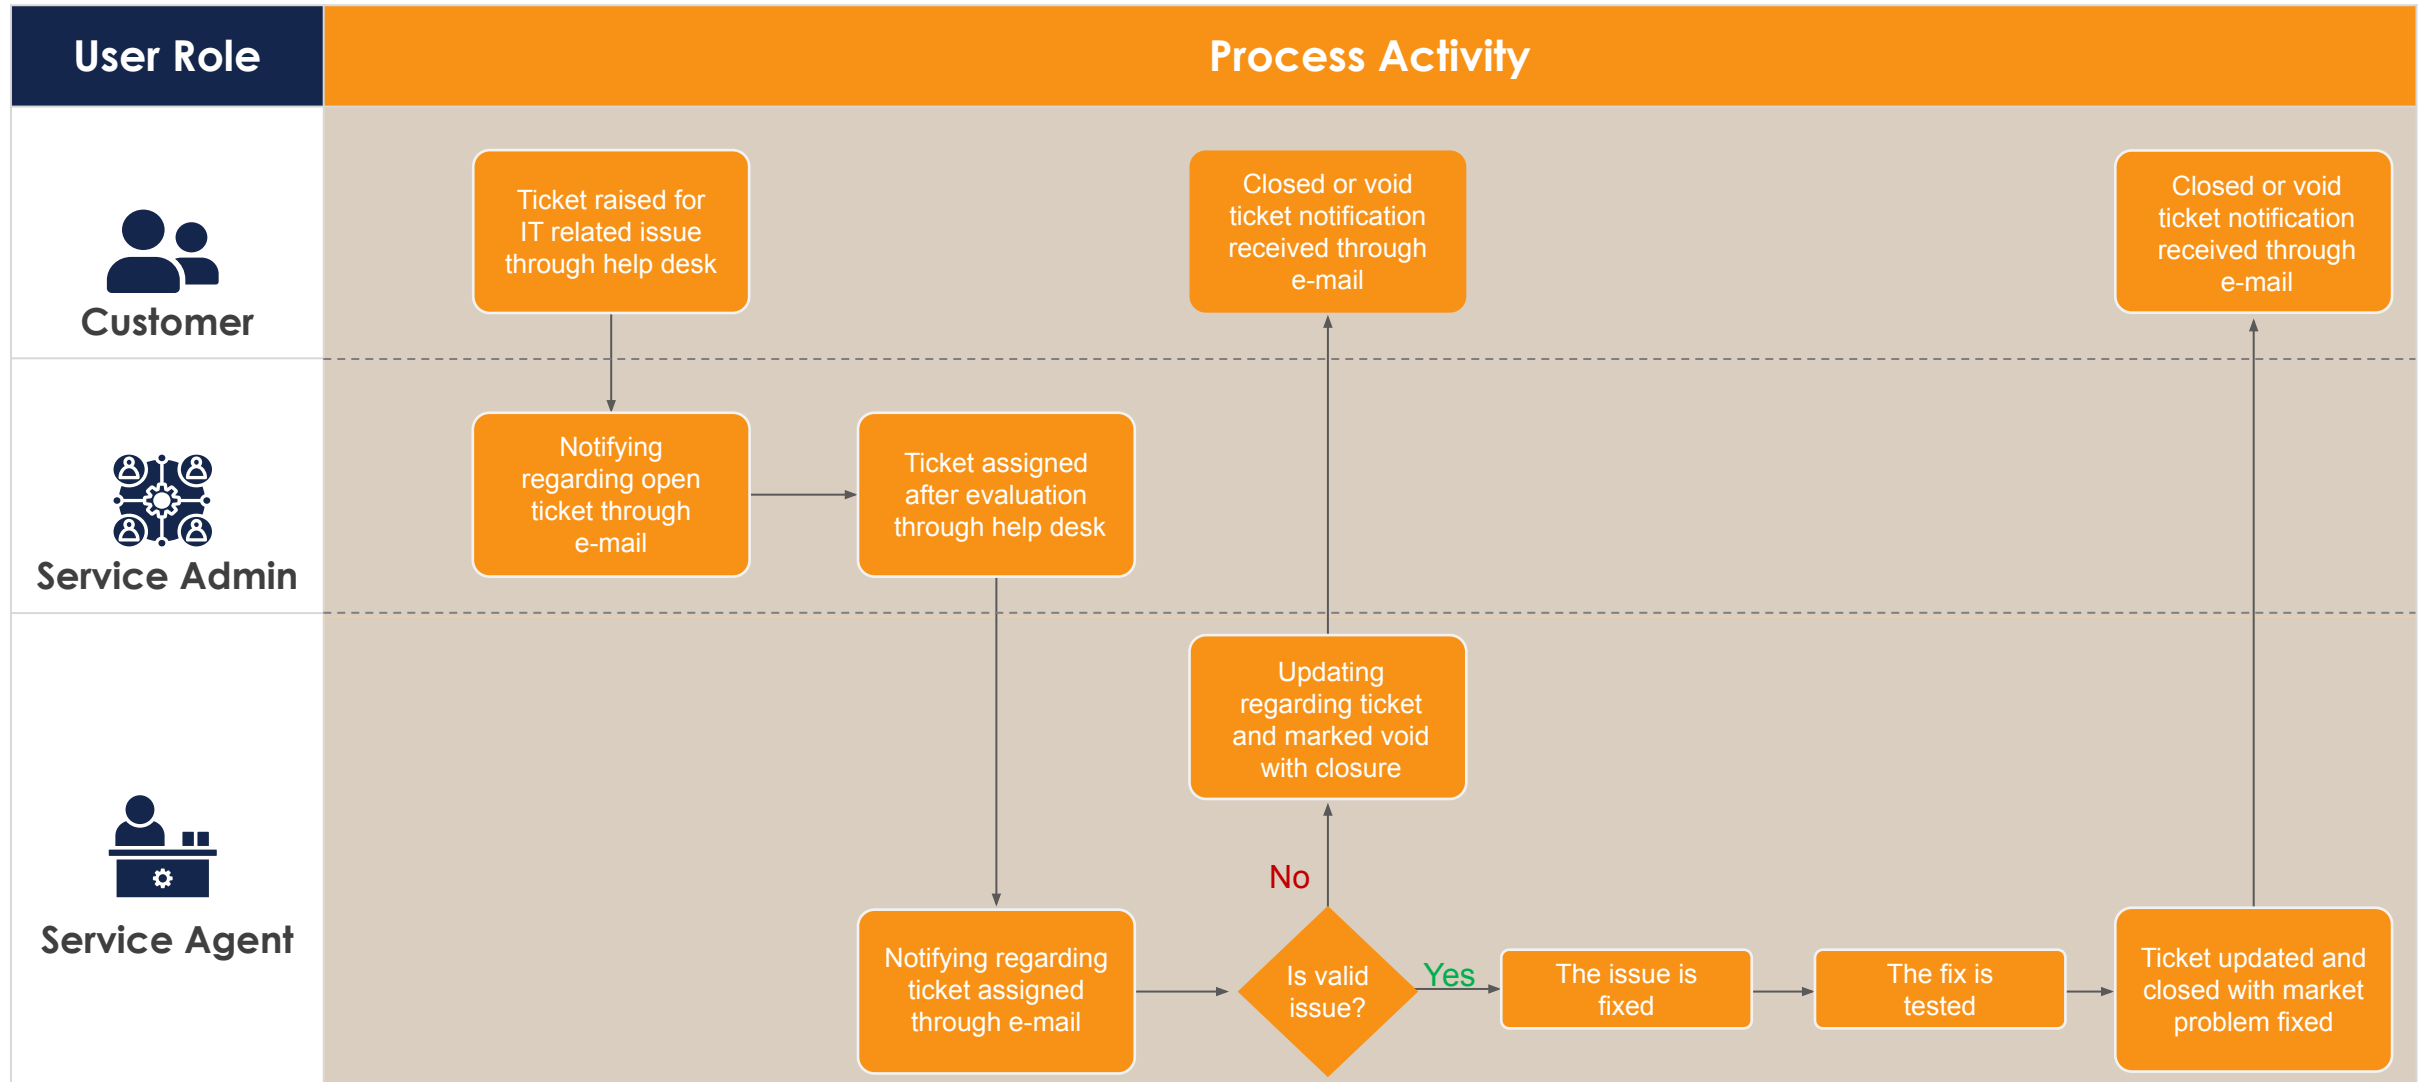 User Role
Process Activity
Customer
Ticket raised for
IT related issue
through help desk
Closed or void
ticket notification
received through
e-mail
Closed or void
ticket notification
received through
e-mail
Service Admin
Notifying
regarding open
ticket through
e-mail
Ticket assigned
after evaluation
through help desk
Service Agent
Updating
regarding ticket
and marked void
with closure
No
Notifying regarding
ticket assigned
through e-mail
Is valid
issue?
Yes
The issue is
fixed
The fix is
tested
Ticket updated and
closed with market
problem fixed